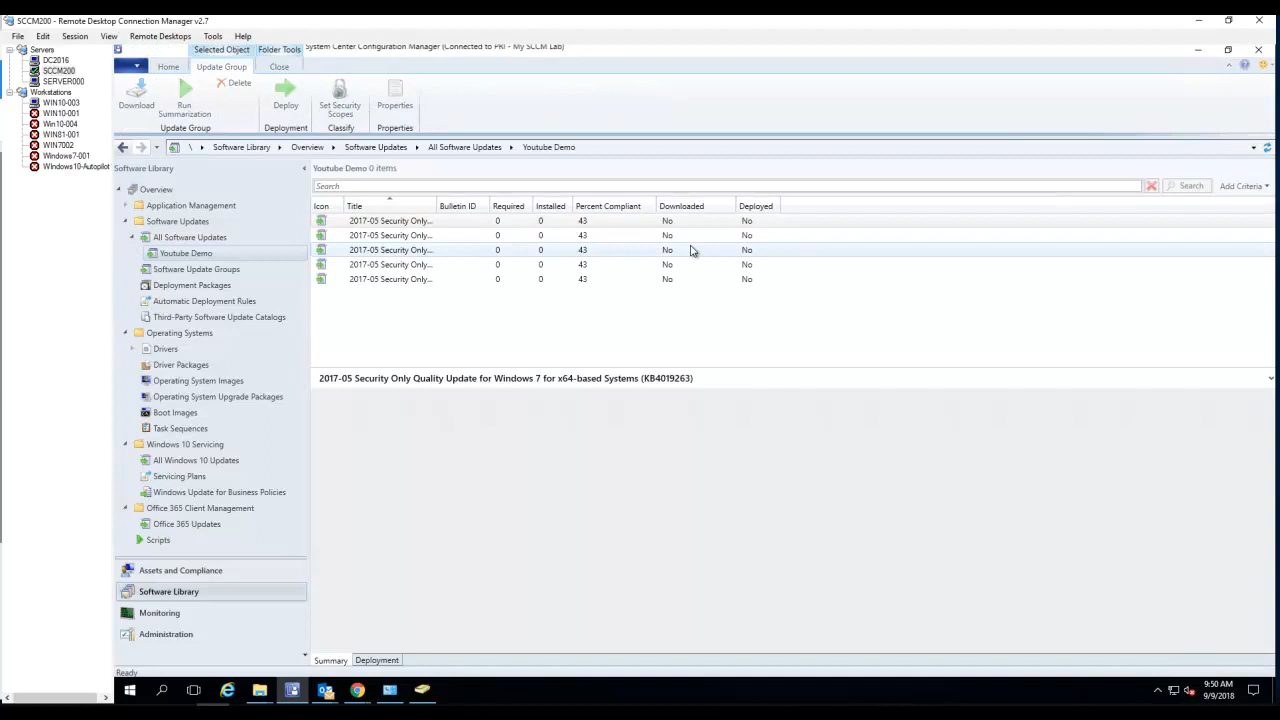 SCCM200 - Remote Desktop Connection Manager v2.7
File Edit Session View Remote Desktops Tools Help
Servers
DC2016
SCCM200
SERVER000
Workstations
WIN10-003
WIN10-001
Win10-004
WIN81-001
WIN7002
Windows7-001
Windows10-Autopilot
Selected Object Folder Tools System Center Configuration Manager (Connected to PRI - My SCCM Lab)
Home Update Group Close
Download
Run Summarization
Delete
Update Group
Deploy
Deployment
Set Security Scopes
Classify
Properties
Properties
\ Software Library Overview Software Updates All Software Updates Youtube Demo
Software Library
Overview
Application Management
Software Updates
All Software Updates
Youtube Demo
Software Update Groups
Deployment Packages
Automatic Deployment Rules
Third-Party Software Update Catalogs
Operating Systems
Drivers
Driver Packages
Operating System Images
Operating System Upgrade Packages
Boot Images
Task Sequences
Windows 10 Servicing
All Windows 10 Updates
Servicing Plans
Windows Update for Business Policies
Office 365 Client Management
Office 365 Updates
Scripts
Assets and Compliance
Software Library
Monitoring
Administration
Youtube Demo 0 items
Search Search Add Criteria
Icon Title Bulletin ID Required Installed Percent Compliant Downloaded Deployed
2017-05 Security Only... 0 0 43 No No
2017-05 Security Only... 0 0 43 No No
2017-05 Security Only... 0 0 43 No No
2017-05 Security Only... 0 0 43 No No
2017-05 Security Only... 0 0 43 No No
2017-05 Security Only Quality Update for Windows 7 for x64-based Systems (KB4019263)
Summary Deployment
Ready
9:50 AM
9/9/2018